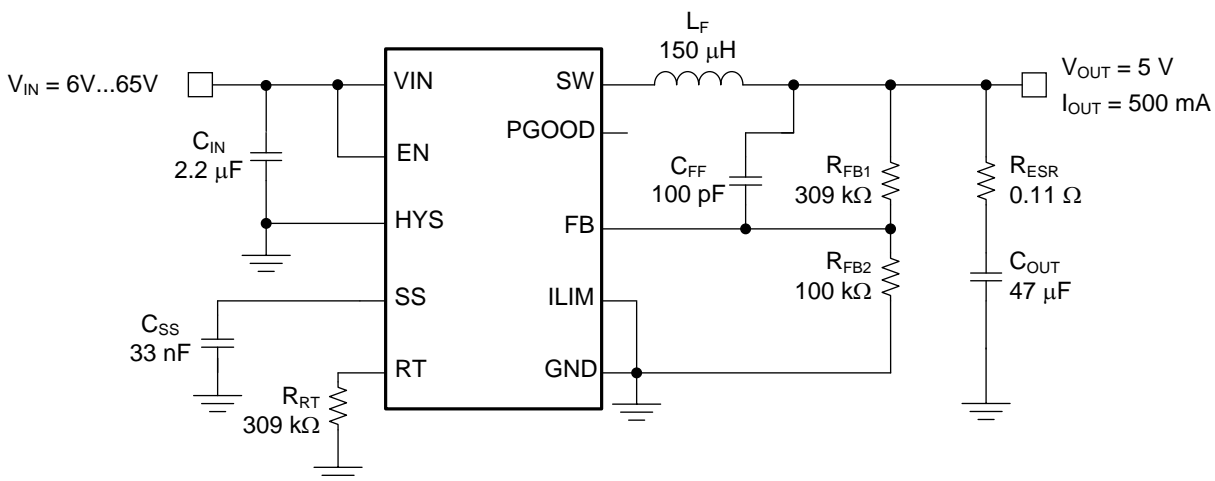 L_F
150 μH
V_IN = 6V...65V
VIN
SW
V_OUT = 5 V
I_OUT = 500 mA
PGOOD
C_IN
2.2 μF
EN
C_FF
100 pF
R_FB1
309 kΩ
R_ESR
0.11 Ω
HYS
FB
R_FB2
100 kΩ
C_OUT
47 μF
SS
ILIM
C_SS
33 nF
RT
GND
R_RT
309 kΩ